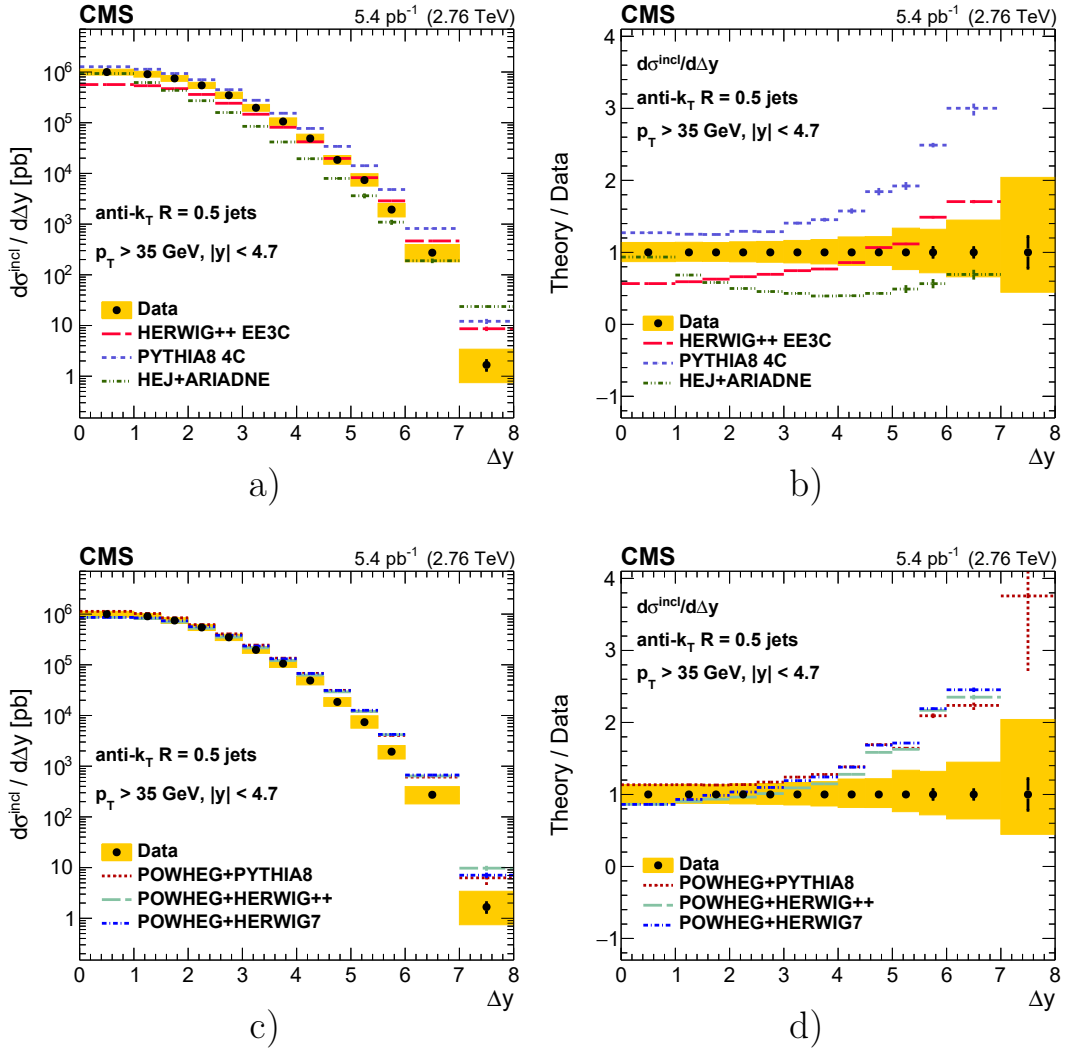 CMS 5.4 pb⁻¹ (2.76 TeV)
dσ^incl / dΔy [pb]
10⁶
10⁵
10⁴
10³
10²
10
1
anti-k_T R = 0.5 jets
p_T > 35 GeV, |y| < 4.7
Data
HERWIG++ EE3C
PYTHIA8 4C
HEJ+ARIADNE
0 1 2 3 4 5 6 7 8
Δy
a)
CMS 5.4 pb⁻¹ (2.76 TeV)
Theory / Data
4
3
2
1
0
−1
dσ^incl/dΔy
anti-k_T R = 0.5 jets
p_T > 35 GeV, |y| < 4.7
Data
HERWIG++ EE3C
PYTHIA8 4C
HEJ+ARIADNE
0 1 2 3 4 5 6 7 8
Δy
b)
CMS 5.4 pb⁻¹ (2.76 TeV)
dσ^incl / dΔy [pb]
10⁶
10⁵
10⁴
10³
10²
10
1
anti-k_T R = 0.5 jets
p_T > 35 GeV, |y| < 4.7
Data
POWHEG+PYTHIA8
POWHEG+HERWIG++
POWHEG+HERWIG7
0 1 2 3 4 5 6 7 8
Δy
c)
CMS 5.4 pb⁻¹ (2.76 TeV)
Theory / Data
4
3
2
1
0
−1
dσ^incl/dΔy
anti-k_T R = 0.5 jets
p_T > 35 GeV, |y| < 4.7
Data
POWHEG+PYTHIA8
POWHEG+HERWIG++
POWHEG+HERWIG7
0 1 2 3 4 5 6 7 8
Δy
d)